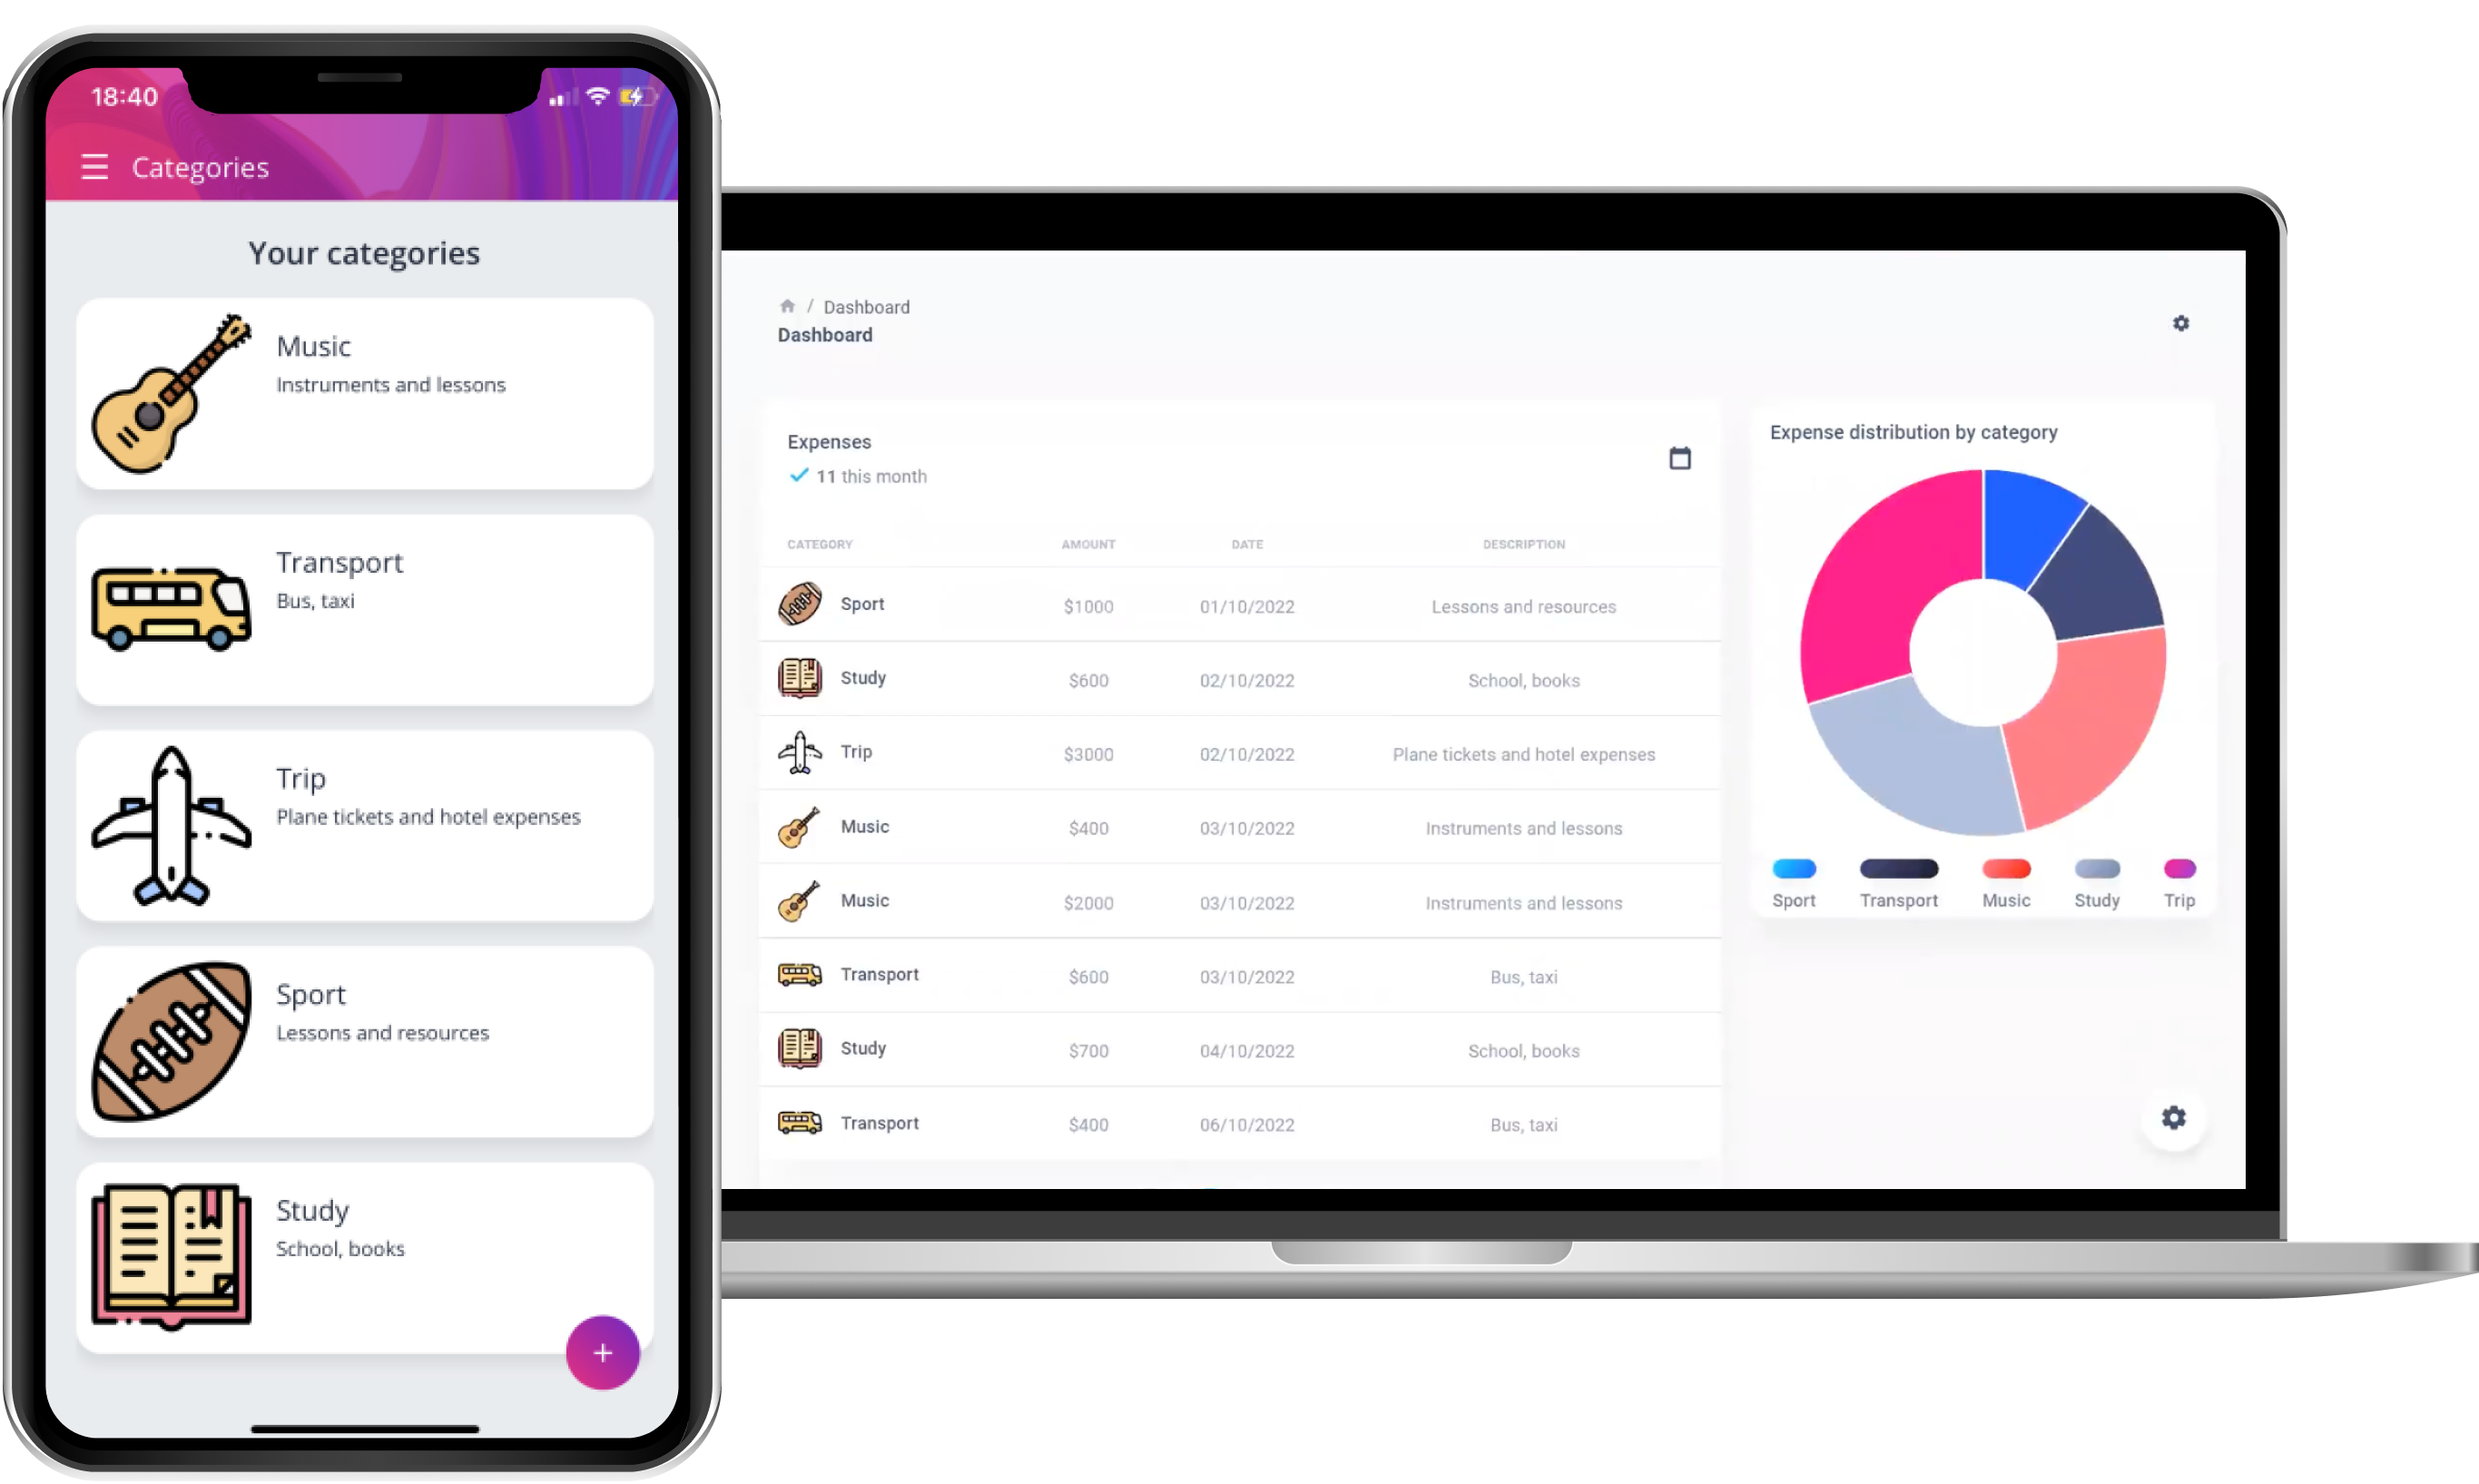 18:40
Categories
Your categories
Music
Instruments and lessons
Transport
Bus, taxi
Trip
Plane tickets and hotel expenses
Sport
Lessons and resources
Study
School, books
+
/ Dashboard
Dashboard
Expenses
11 this month
CATEGORY AMOUNT DATE DESCRIPTION
Sport $1000 01/10/2022 Lessons and resources
Study $600 02/10/2022 School, books
Trip $3000 02/10/2022 Plane tickets and hotel expenses
Music $400 03/10/2022 Instruments and lessons
Music $2000 03/10/2022 Instruments and lessons
Transport $600 03/10/2022 Bus, taxi
Study $700 04/10/2022 School, books
Transport $400 06/10/2022 Bus, taxi
Expense distribution by category
Sport Transport Music Study Trip